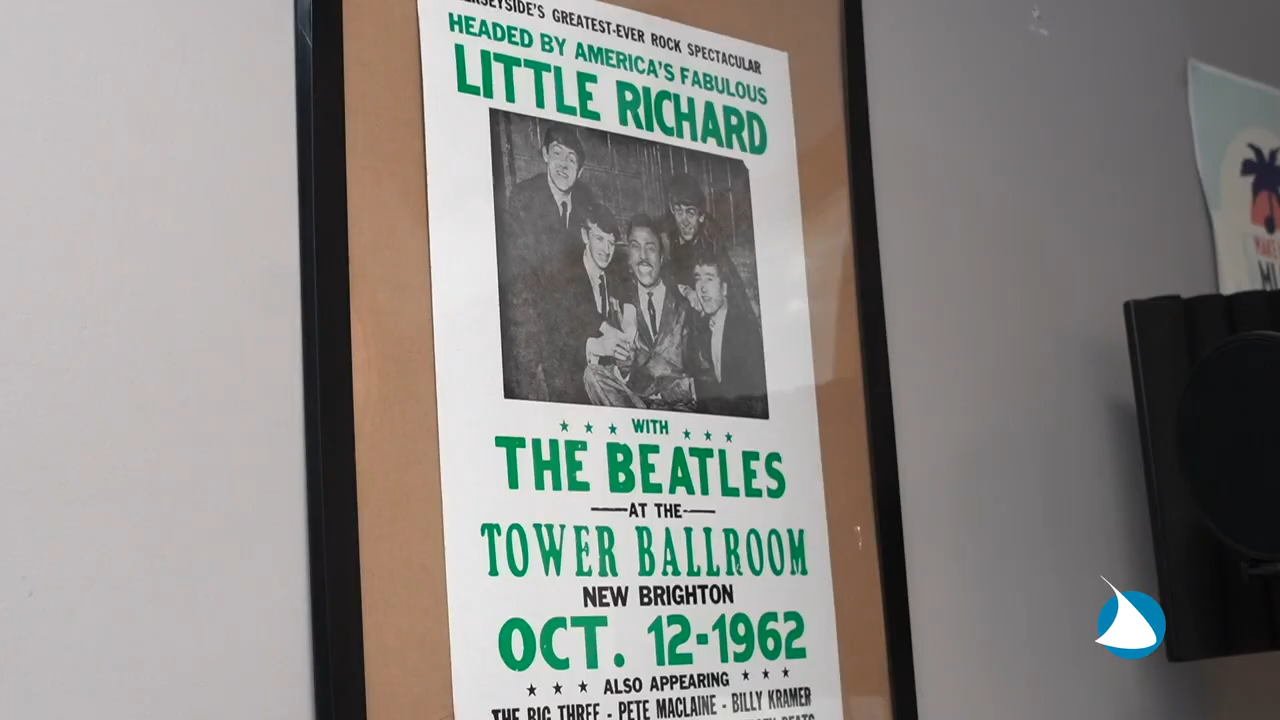 GREATEST-EVER ROCK SPECTACULAR
HEADED BY AMERICA'S FABULOUS
LITTLE RICHARD
WITH
THE BEATLES
AT THE
TOWER BALLROOM
NEW BRIGHTON
OCT. 12-1962
ALSO APPEARING
THE BIG THREE - PETE MACLAINE - BILLY KRAMER